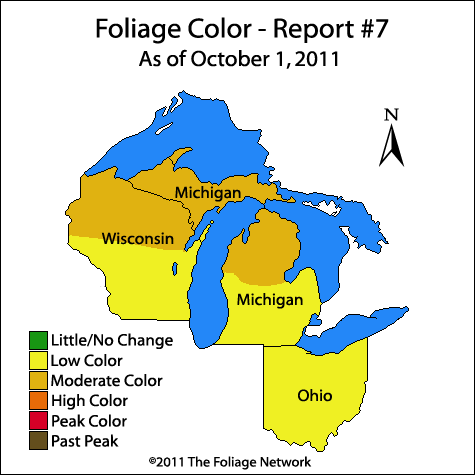 Foliage Color - Report #7
As of October 1, 2011
N
Michigan
Wisconsin
Michigan
Little/No Change
Low Color
Moderate Color
High Color
Peak Color
Past Peak
Ohio
©2011 The Foliage Network